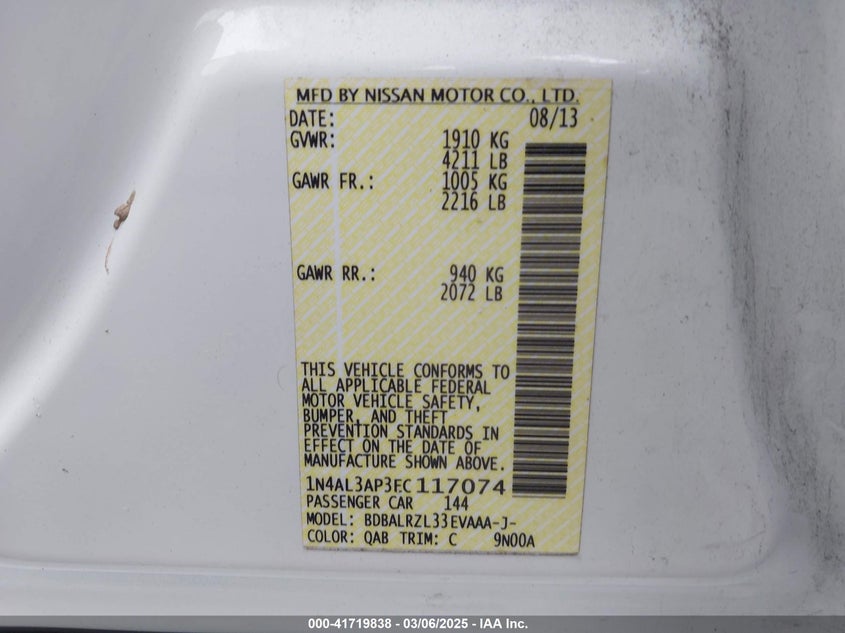 MFD BY NISSAN MOTOR CO., LTD.
DATE: 08/13
GVWR: 1910 KG
4211 LB
GAWR FR.: 1005 KG
2216 LB
GAWR RR.: 940 KG
2072 LB
THIS VEHICLE CONFORMS TO
ALL APPLICABLE FEDERAL
MOTOR VEHICLE SAFETY,
BUMPER, AND THEFT
PREVENTION STANDARDS IN
EFFECT ON THE DATE OF
MANUFACTURE SHOWN ABOVE.
1N4AL3AP3EC117074
PASSENGER CAR 144
MODEL: BDBALRZL33EVAAA-J-
COLOR: QAB TRIM: C 9N00A
000-41719838 - 03/06/2025 - IAA Inc.